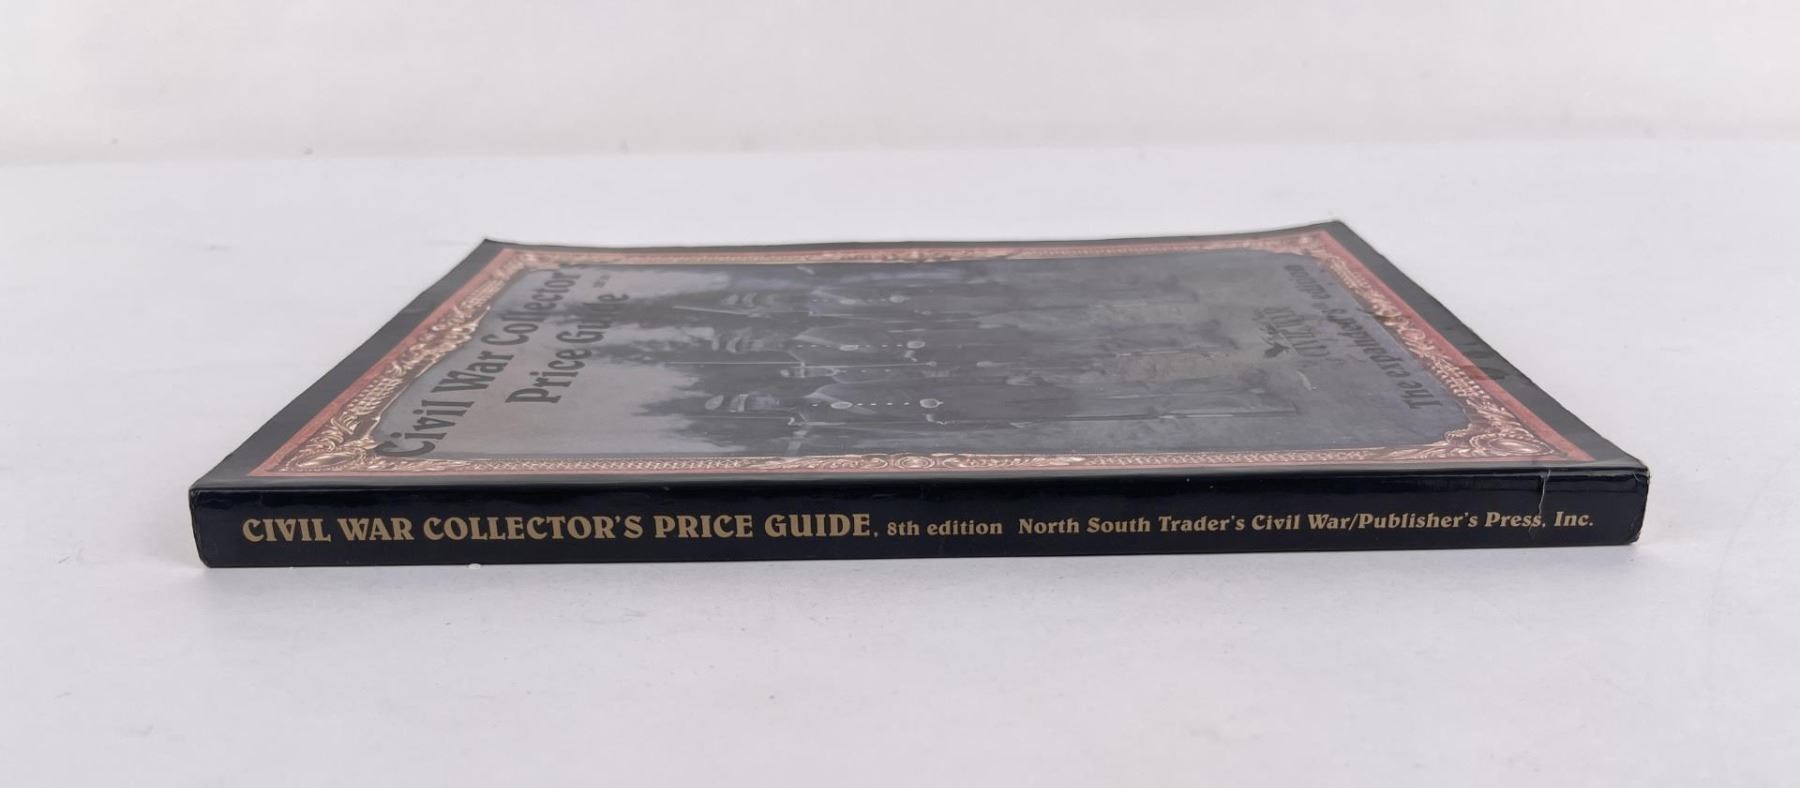 Civil War Collector's
Price Guide
The expanded
CIVIL WAR COLLECTOR'S PRICE GUIDE, 8th edition North South Trader's Civil War/Publisher's Press, Inc.